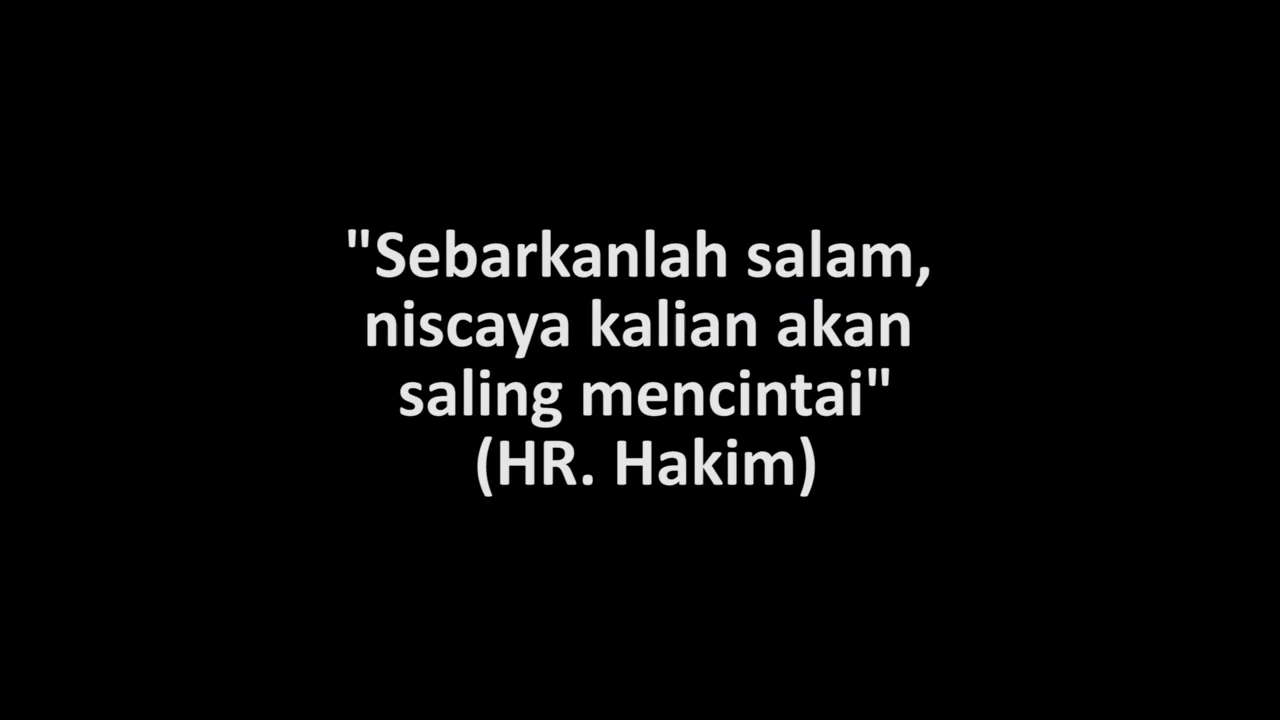 "Sebarkanlah salam,
niscaya kalian akan
saling mencintai"
(HR. Hakim)